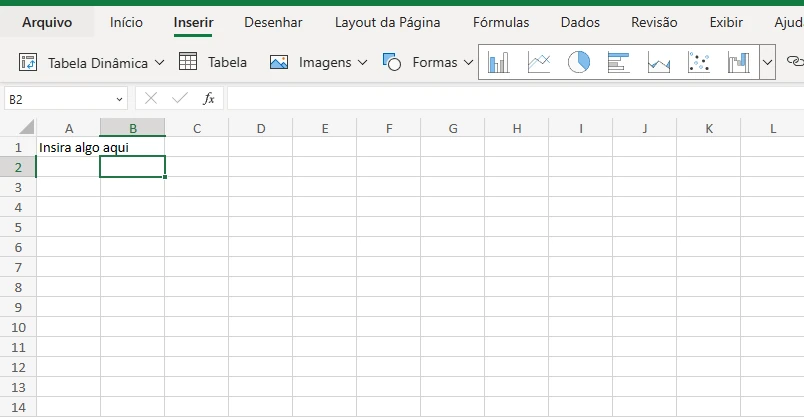 Arquivo Início Inserir Desenhar Layout da Página Fórmulas Dados Revisão Exibir Ajud
Tabela Dinâmica Tabela Imagens Formas
B2 fx
A B C D E F G H I J K L
1 Insira algo aqui
2
3
4
5
6
7
8
9
10
11
12
13
14